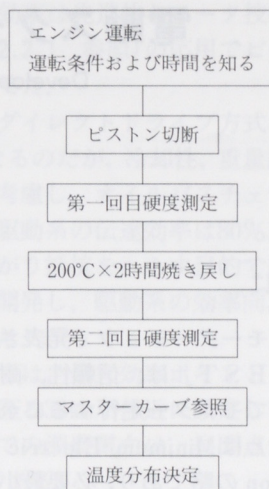 エンジン運転
運転条件および時間を知る
ピストン切断
第一回目硬度測定
200℃×2時間焼き戻し
第二回目硬度測定
マスターカーブ参照
温度分布決定